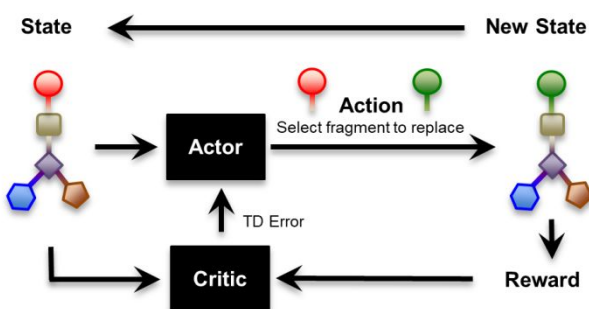 State
New State
Action
Select fragment to replace
Actor
TD Error
Critic
Reward